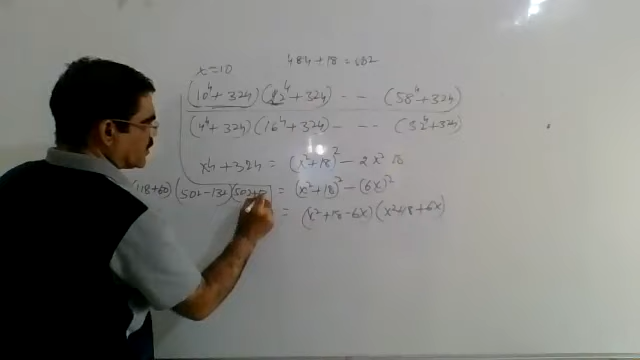 x=10 484+18=502
(10⁴+324)(22⁴+324) - - - (58⁴+324)
(4⁴+324)(16⁴+324) - - - (52⁴+324)
x⁴+324 = (x²+18)² - 2x² 18
118+60) (502-132)(502+ = (x²+18)² - (6x)²
= (x²+18-6x)(x²+18+6x)